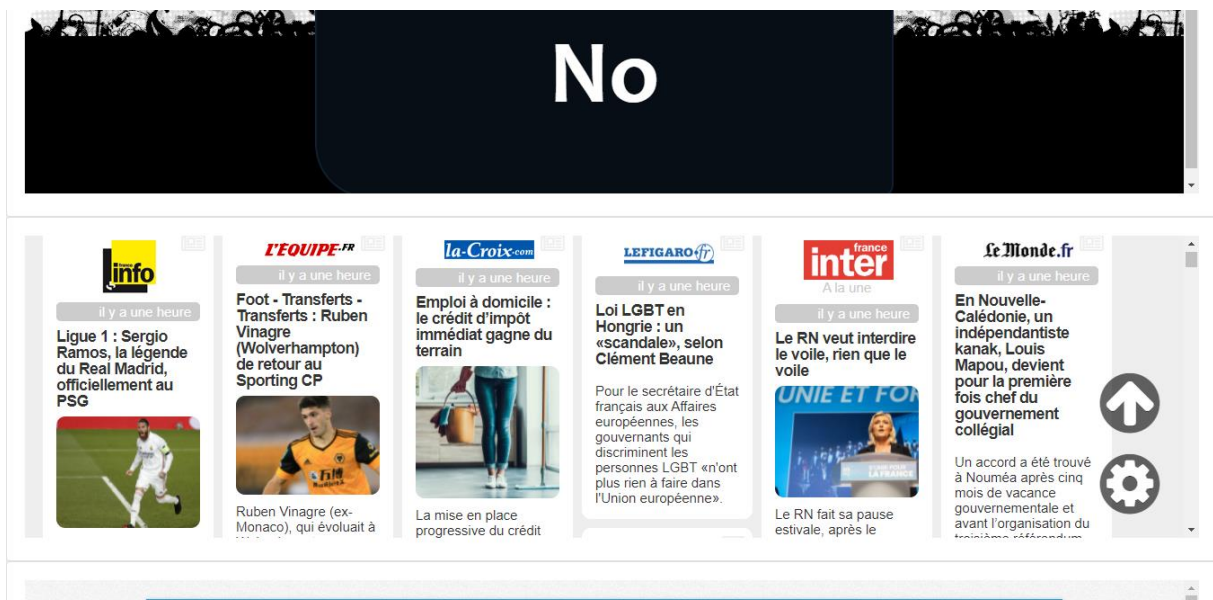 No
france
info
il y a une heure
Ligue 1 : Sergio
Ramos, la légende
du Real Madrid,
officiellement au
PSG
L'ÉQUIPE.FR
il y a une heure
Foot - Transferts -
Transferts : Ruben
Vinagre
(Wolverhampton)
de retour au
Sporting CP
Ruben Vinagre (ex-
Monaco), qui évoluait à
la-Croix.com
il y a une heure
Emploi à domicile :
le crédit d'impôt
immédiat gagne du
terrain
La mise en place
progressive du crédit
LEFIGARO fr
il y a une heure
Loi LGBT en
Hongrie : un
«scandale», selon
Clément Beaune
Pour le secrétaire d'État
français aux Affaires
européennes, les
gouvernants qui
discriminent les
personnes LGBT «n'ont
plus rien à faire dans
l'Union européenne».
france
inter
A la une
il y a une heure
Le RN veut interdire
le voile, rien que le
voile
UNIE ET FOR
LA FRANCE
Le RN fait sa pause
estivale, après le
Le Monde.fr
il y a une heure
En Nouvelle-
Calédonie, un
indépendantiste
kanak, Louis
Mapou, devient
pour la première
fois chef du
gouvernement
collégial
Un accord a été trouvé
à Nouméa après cinq
mois de vacance
gouvernementale et
avant l'organisation du
troisième référendum